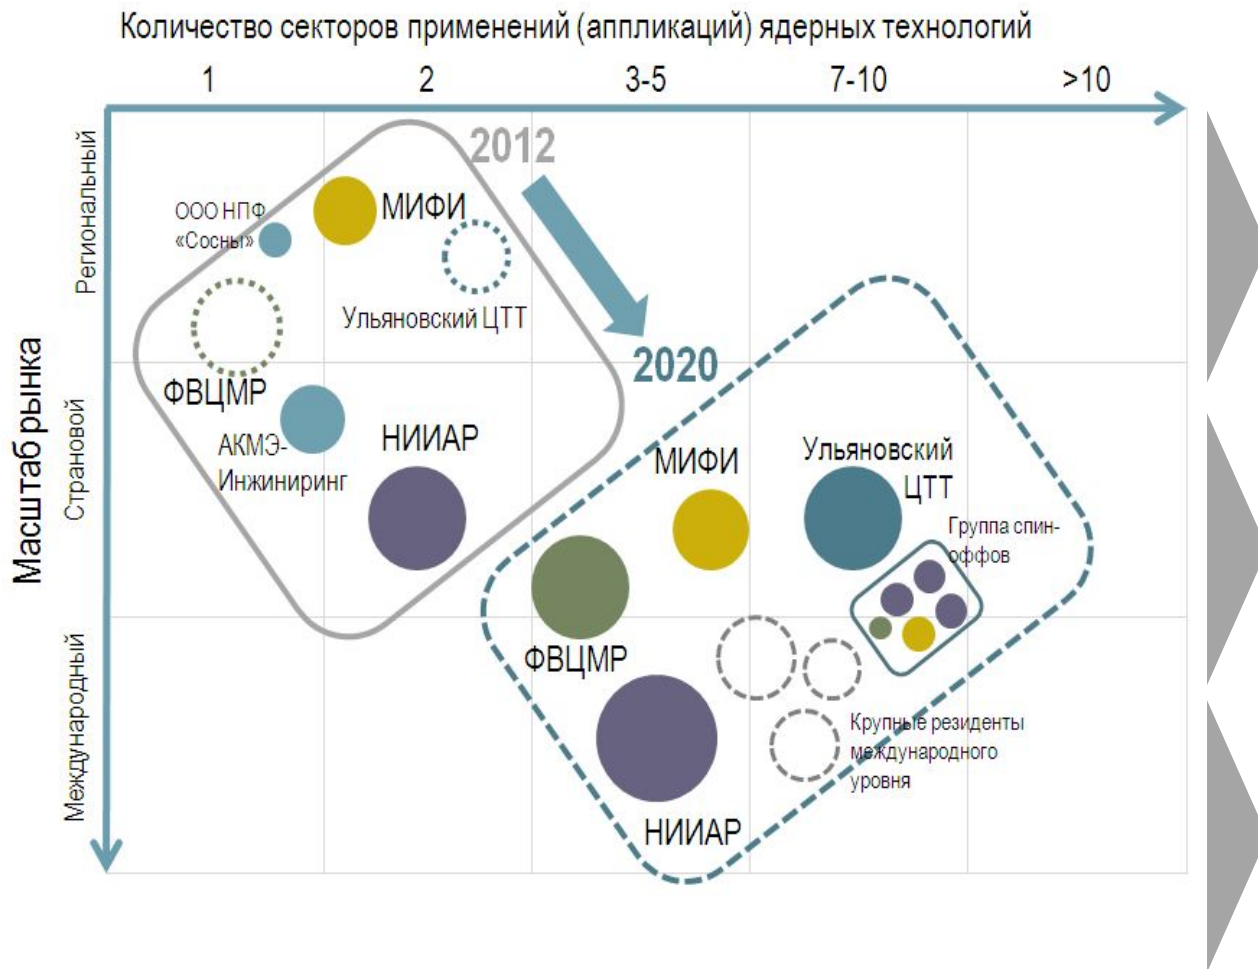 Количество секторов применений (аппликаций) ядерных технологий
1 2 3-5 7-10 >10
Масштаб рынка
Региональный
Страновой
Международный
2012
ООО НПФ
«Сосны»
МИФИ
Ульяновский ЦТТ
ФВЦМР
АКМЭ-
Инжиниринг
НИИАР
2020
МИФИ
Ульяновский
ЦТТ
Группа спин-
оффов
ФВЦМР
Крупные резиденты
международного
уровня
НИИАР